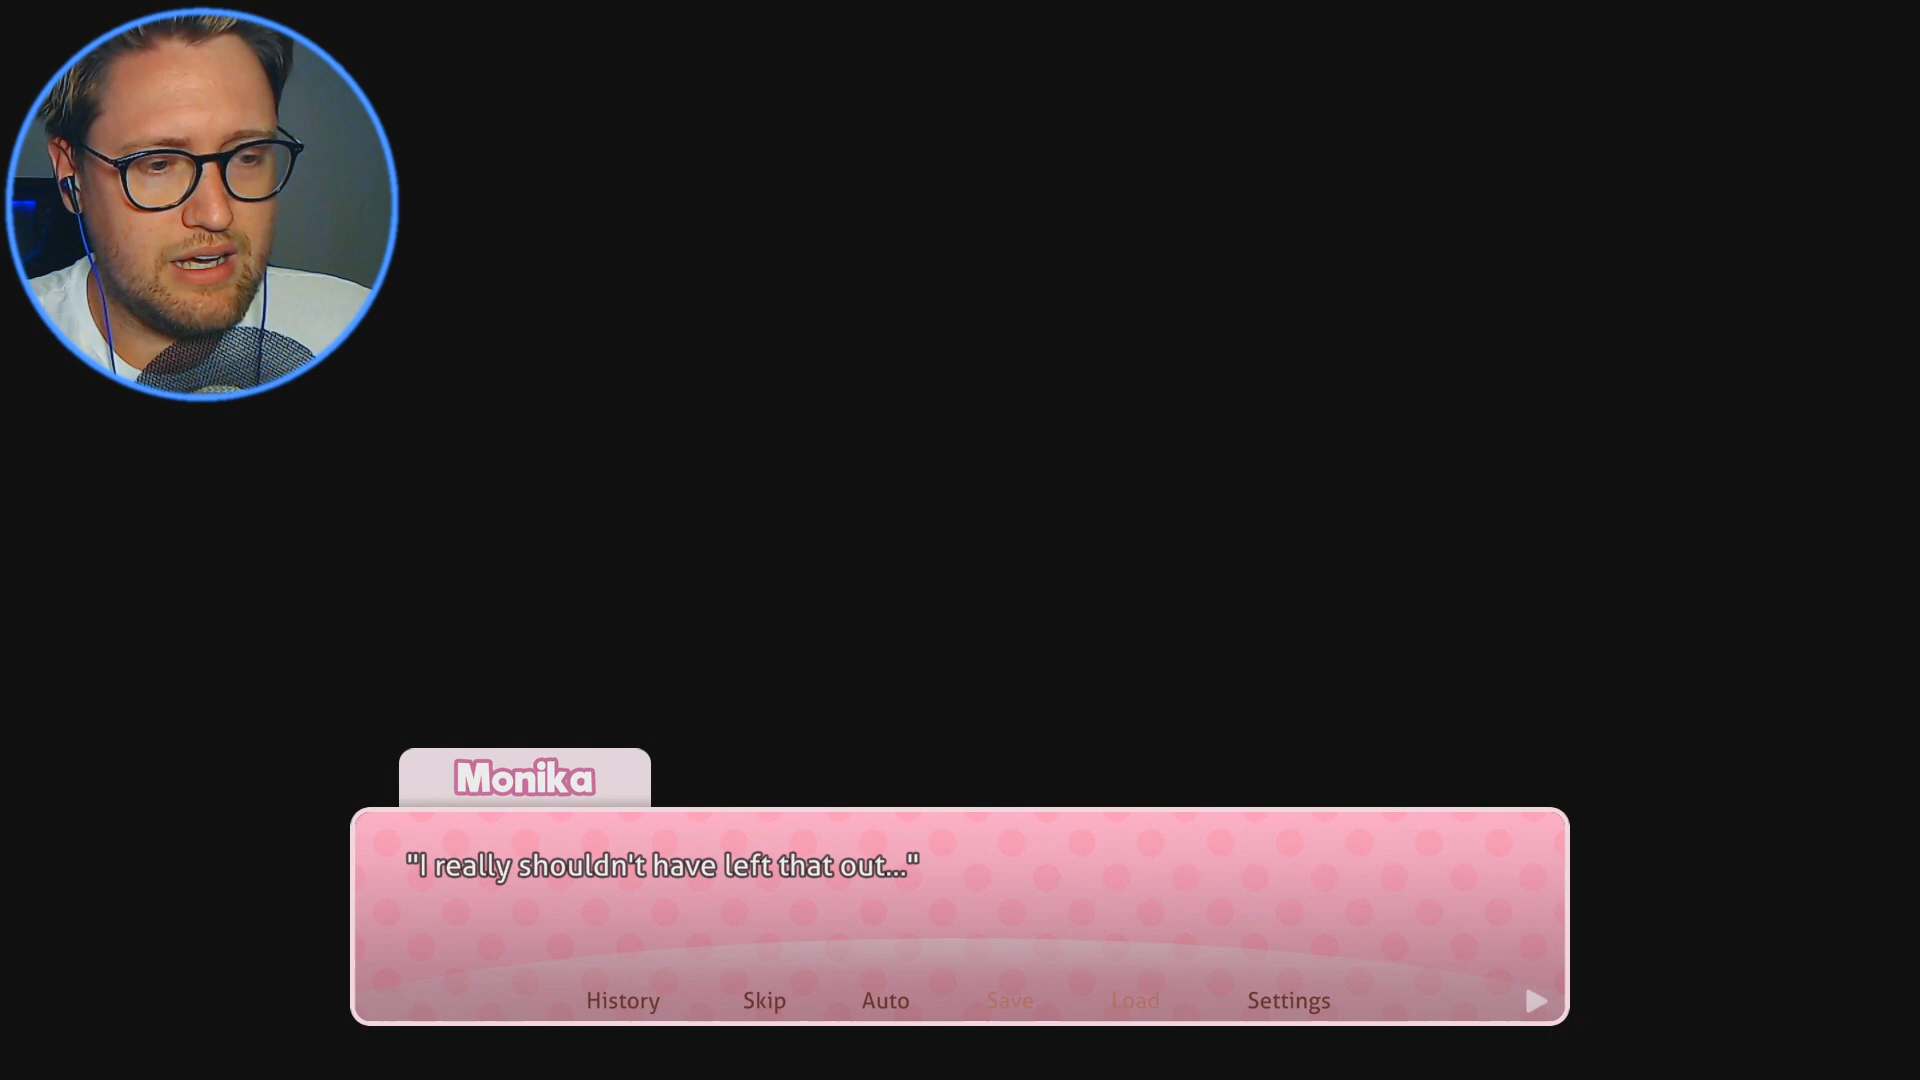 Monika
"I really shouldn't have left that out..."
History Skip Auto Save Load Settings